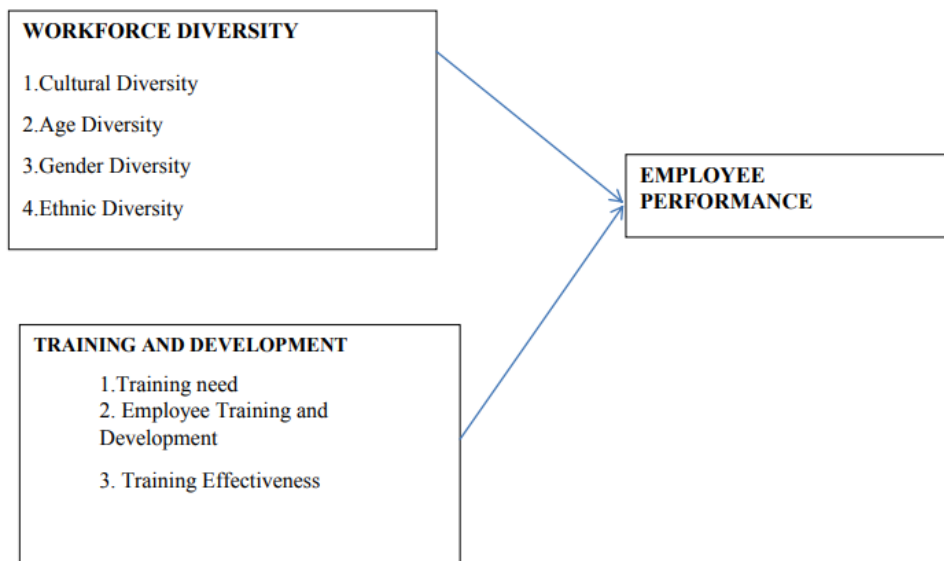 WORKFORCE DIVERSITY
1.Cultural Diversity
2.Age Diversity
3.Gender Diversity
4.Ethnic Diversity
EMPLOYEE
PERFORMANCE
TRAINING AND DEVELOPMENT
1.Training need
2. Employee Training and
Development
3. Training Effectiveness